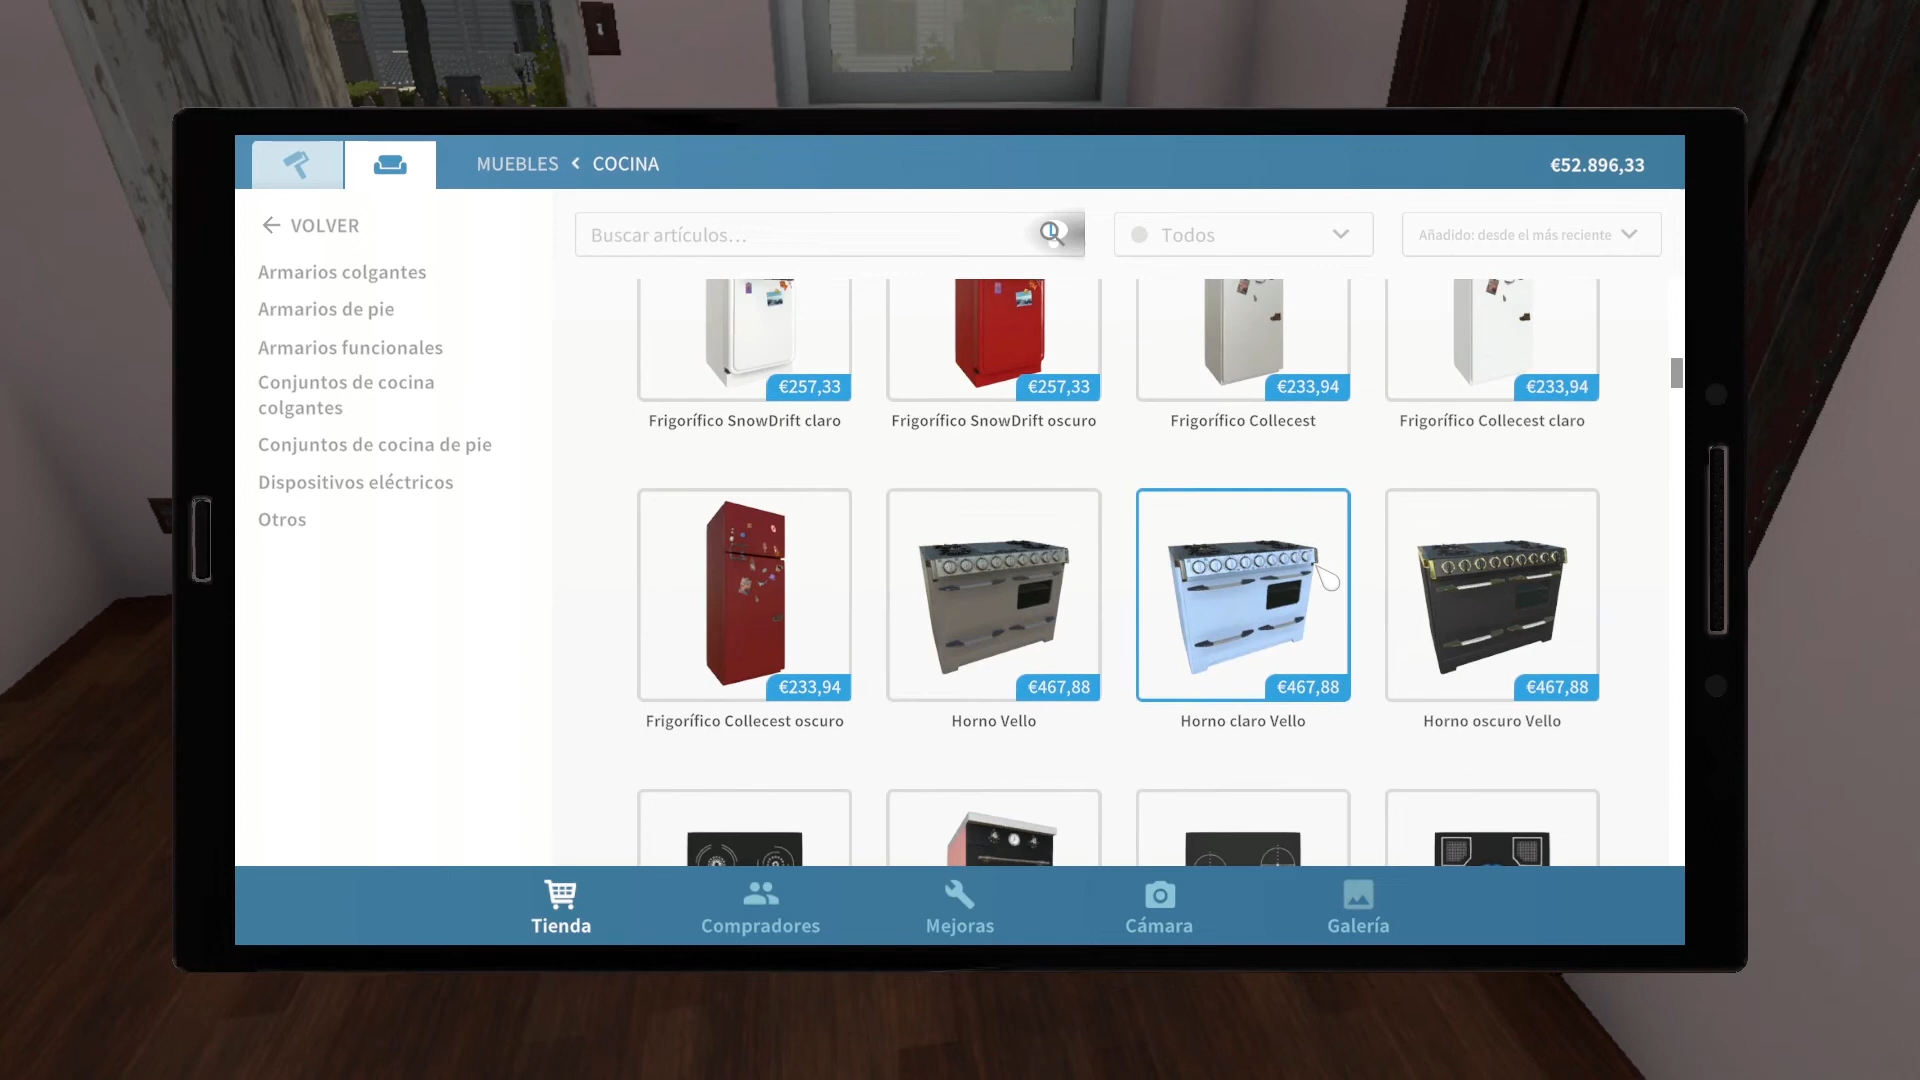 MUEBLES < COCINA
€52.896,33
VOLVER
Buscar artículos...
Todos
Añadido: desde el más reciente
Armarios colgantes
Armarios de pie
Armarios funcionales
Conjuntos de cocina
colgantes
Conjuntos de cocina de pie
Dispositivos eléctricos
Otros
€257,33
€257,33
€233,94
€233,94
Frigorífico SnowDrift claro
Frigorífico SnowDrift oscuro
Frigorífico Collecest
Frigorífico Collecest claro
€233,94
€467,88
€467,88
€467,88
Frigorífico Collecest oscuro
Horno Vello
Horno claro Vello
Horno oscuro Vello
Tienda
Compradores
Mejoras
Cámara
Galería